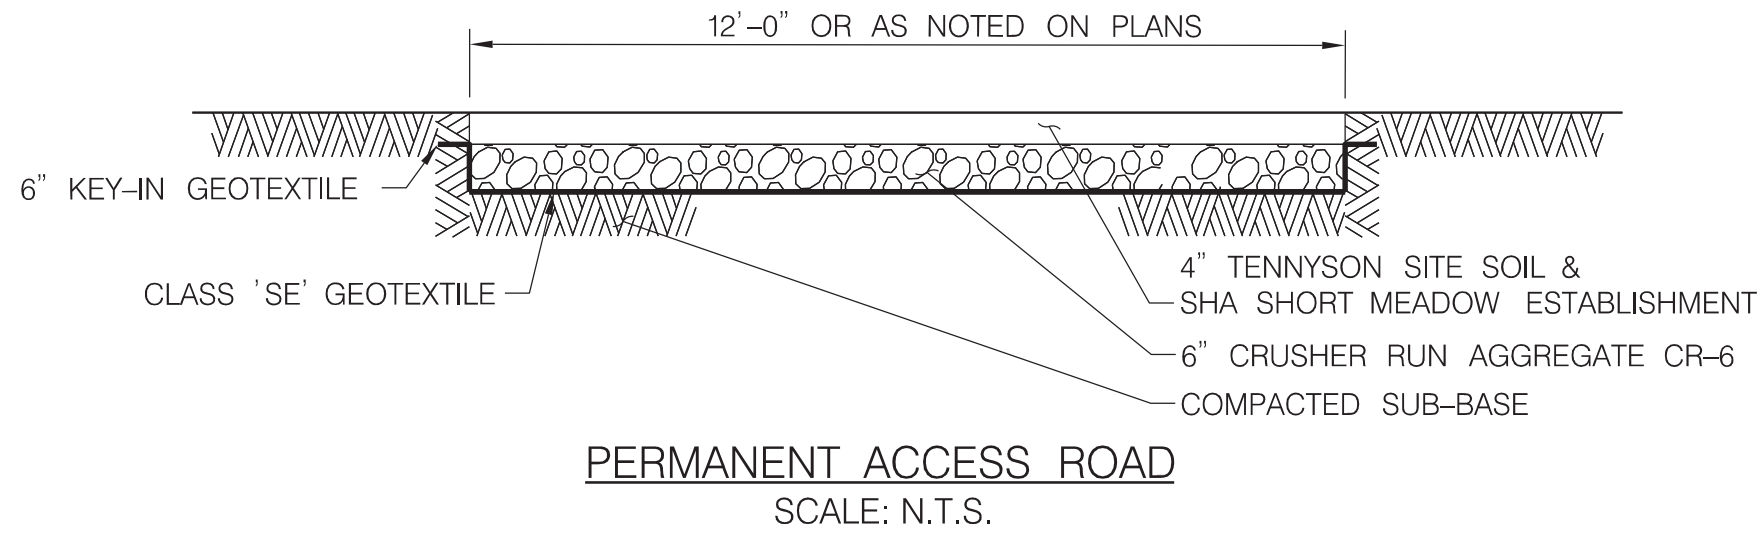 12'-0" OR AS NOTED ON PLANS
6" KEY-IN GEOTEXTILE
CLASS 'SE' GEOTEXTILE
4" TENNYSON SITE SOIL &
SHA SHORT MEADOW ESTABLISHMENT
6" CRUSHER RUN AGGREGATE CR-6
COMPACTED SUB-BASE
PERMANENT ACCESS ROAD
SCALE: N.T.S.